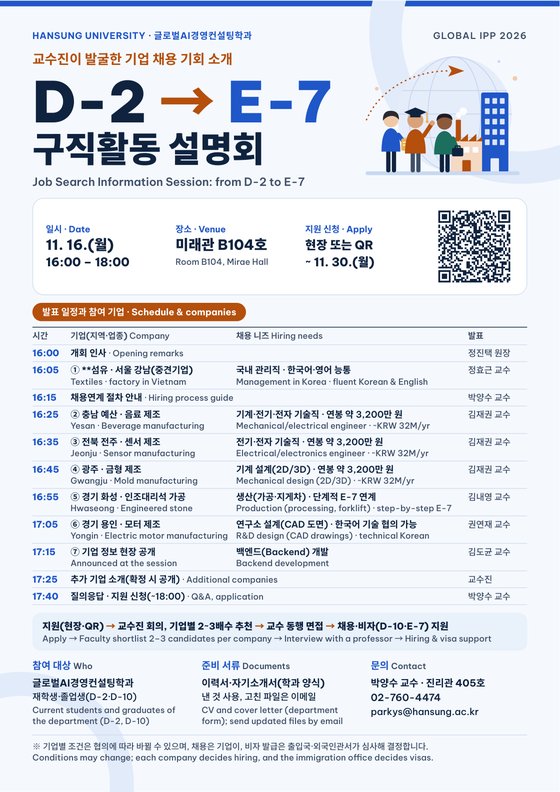 HANSUNG UNIVERSITY · 글로벌AI경영컨설팅학과
GLOBAL IPP 2026
교수진이 발굴한 기업 채용 기회 소개
D-2 → E-7
구직활동 설명회
Job Search Information Session: from D-2 to E-7
일시 · Date
11. 16.(월)
16:00 – 18:00
장소 · Venue
미래관 B104호
Room B104, Mirae Hall
지원 신청 · Apply
현장 또는 QR
~ 11. 30.(월)
발표 일정과 참여 기업 · Schedule & companies
시간 기업(지역·업종) Company 채용 니즈 Hiring needs 발표
16:00 개회 인사 · Opening remarks 정진택 원장
16:05 ① **섬유 · 서울 강남(중견기업) 국내 관리직 · 한국어·영어 능통 정효근 교수
Textiles · factory in Vietnam Management in Korea · fluent Korean & English
16:15 채용연계 절차 안내 · Hiring process guide 박양수 교수
16:25 ② 충남 예산 · 음료 제조 기계·전기·전자 기술직 · 연봉 약 3,200만 원 김재권 교수
Yesan · Beverage manufacturing Mechanical/electrical engineer · ~KRW 32M/yr
16:35 ③ 전북 전주 · 센서 제조 전기·전자 기술직 · 연봉 약 3,200만 원 김재권 교수
Jeonju · Sensor manufacturing Electrical/electronics engineer · ~KRW 32M/yr
16:45 ④ 광주 · 금형 제조 기계 설계(2D/3D) · 연봉 약 3,200만 원 김재권 교수
Gwangju · Mold manufacturing Mechanical design (2D/3D) · ~KRW 32M/yr
16:55 ⑤ 경기 화성 · 인조대리석 가공 생산(가공·지게차) · 단계적 E-7 연계 김내영 교수
Hwaseong · Engineered stone Production (processing, forklift) · step-by-step E-7
17:05 ⑥ 경기 용인 · 모터 제조 연구소 설계(CAD 도면) · 한국어 기술 협의 가능 권연재 교수
Yongin · Electric motor manufacturing R&D design (CAD drawings) · technical Korean
17:15 ⑦ 기업 정보 현장 공개 백엔드(Backend) 개발 김도균 교수
Announced at the session Backend development
17:25 추가 기업 소개(확정 시 공개) · Additional companies 교수진
17:40 질의응답 · 지원 신청(~18:00) · Q&A, application 박양수 교수
지원(현장·QR) → 교수진 회의, 기업별 2–3배수 추천 → 교수 동행 면접 → 채용·비자(D-10·E-7) 지원
Apply → Faculty shortlist 2–3 candidates per company → Interview with a professor → Hiring & visa support
참여 대상 Who
글로벌AI경영컨설팅학과
재학생·졸업생(D-2·D-10)
Current students and graduates of
the department (D-2, D-10)
준비 서류 Documents
이력서·자기소개서(학과 양식)
낸 것 사용, 고친 파일은 이메일
CV and cover letter (department
form); send updated files by email
문의 Contact
박양수 교수 · 진리관 405호
02-760-4474
parkys@hansung.ac.kr
※ 기업별 조건은 협의에 따라 바뀔 수 있으며, 채용은 기업이, 비자 발급은 출입국·외국인관서가 심사해 결정합니다.
Conditions may change; each company decides hiring, and the immigration office decides visas.